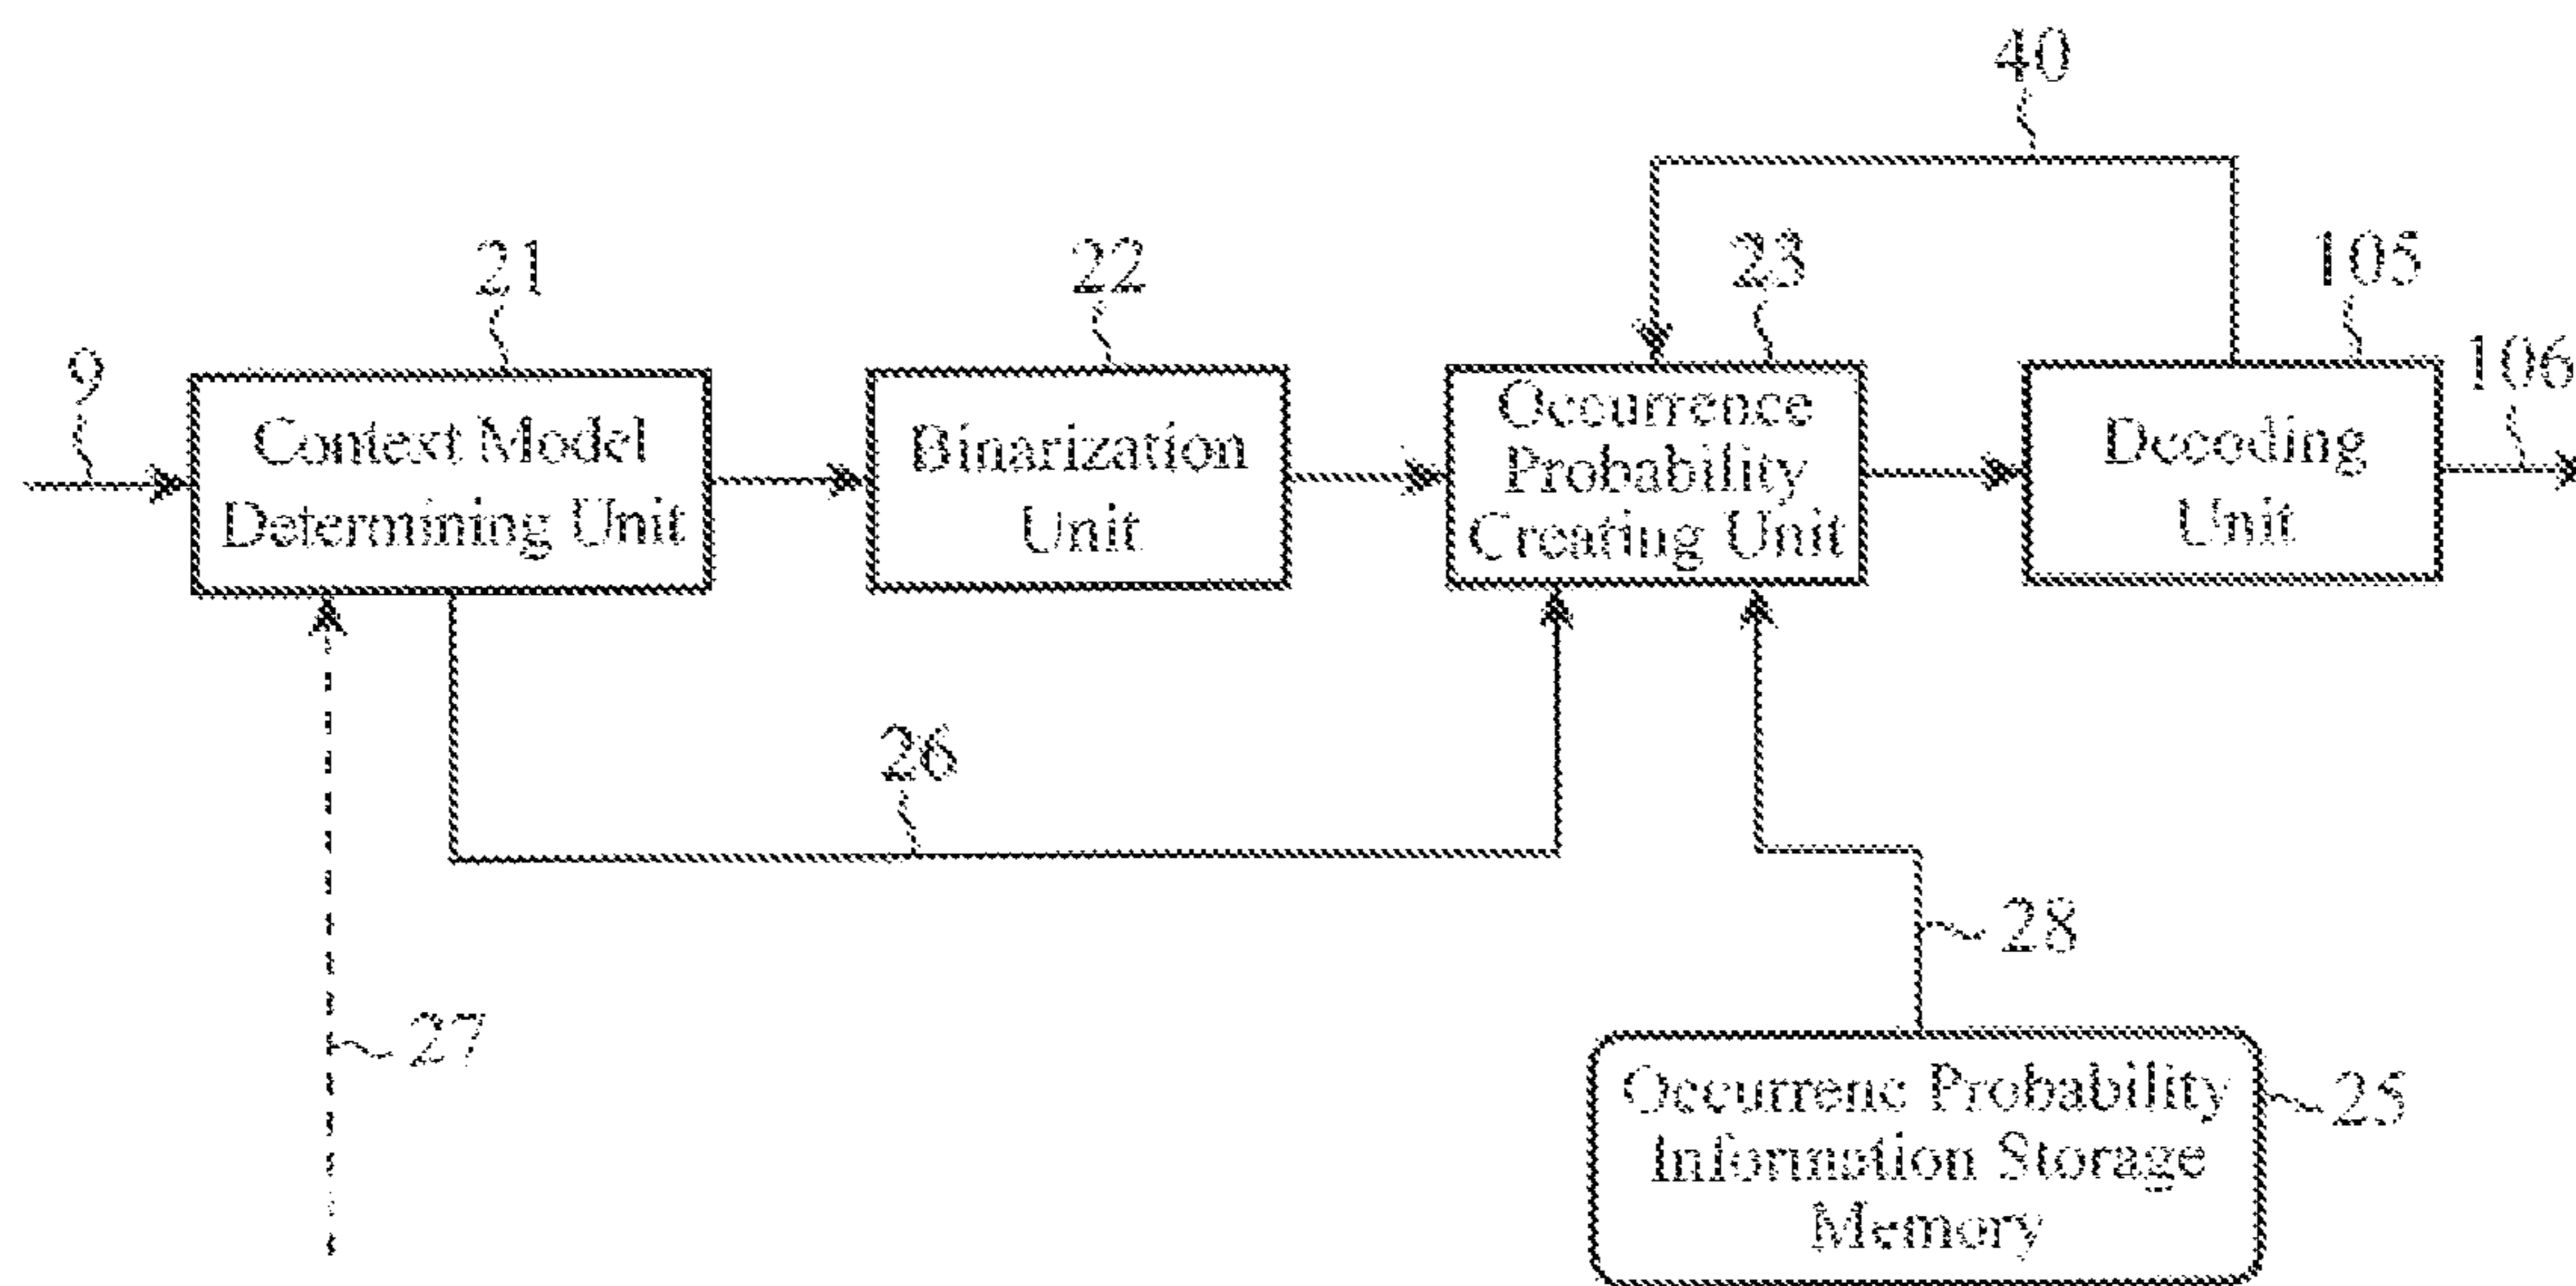 40
21
22
23
105
9
106
Context Model
Determining Unit
Binarization
Unit
Occurrence
Probability
Creating Unit
Decoding
Unit
26
28
27
Occurrenc Probability
Information Storage
Memory
25